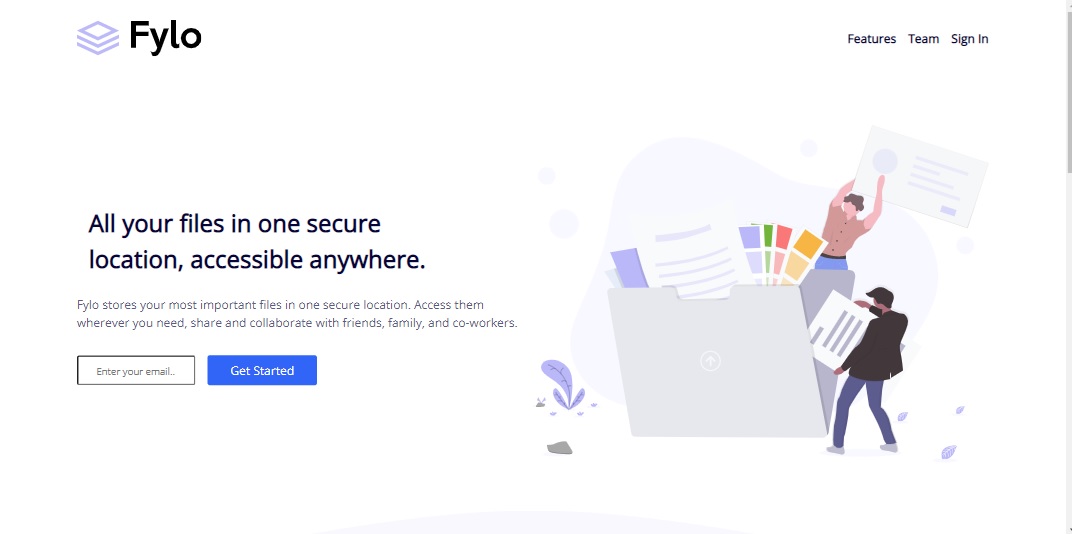 Fylo
Features Team Sign In
All your files in one secure
location, accessible anywhere.
Fylo stores your most important files in one secure location. Access them
wherever you need, share and collaborate with friends, family, and co-workers.
Enter your email..
Get Started